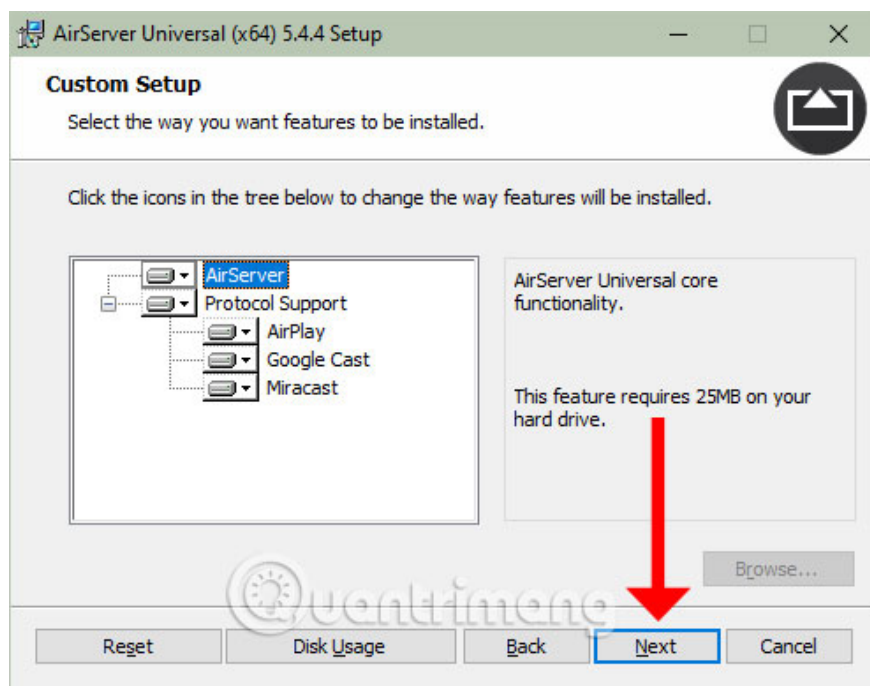 AirServer Universal (x64) 5.4.4 Setup
Custom Setup
Select the way you want features to be installed.
Click the icons in the tree below to change the way features will be installed.
AirServer
Protocol Support
AirPlay
Google Cast
Miracast
AirServer Universal core
functionality.
This feature requires 25MB on your
hard drive.
Browse...
Quantrimang
Reset
Disk Usage
Back
Next
Cancel